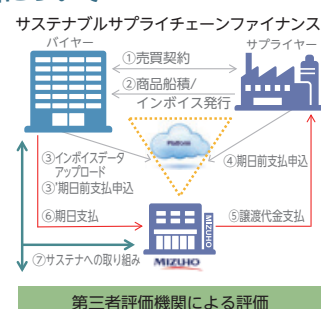 サステナブルサプライチェーンファイナンス
バイヤー
サプライヤー
①売買契約
②商品船積/
インボイス発行
Platform
③インボイスデータ
アップロード
③'期日前支払申込
④期日前支払申込
⑥期日支払
⑤譲渡代金支払
MIZUHO
⑦サステナへの取り組み
MIZUHO
第三者評価機関による評価